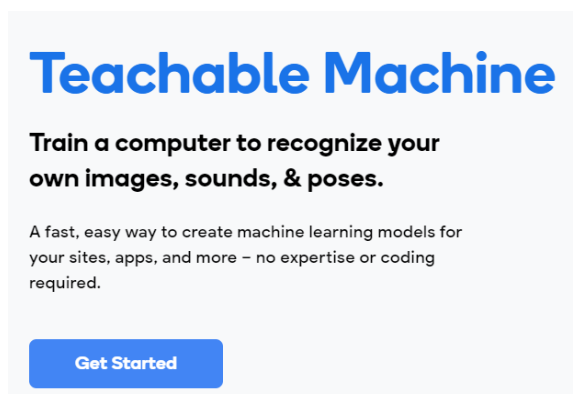 Teachable Machine
Train a computer to recognize your
own images, sounds, & poses.
A fast, easy way to create machine learning models for
your sites, apps, and more – no expertise or coding
required.
Get Started